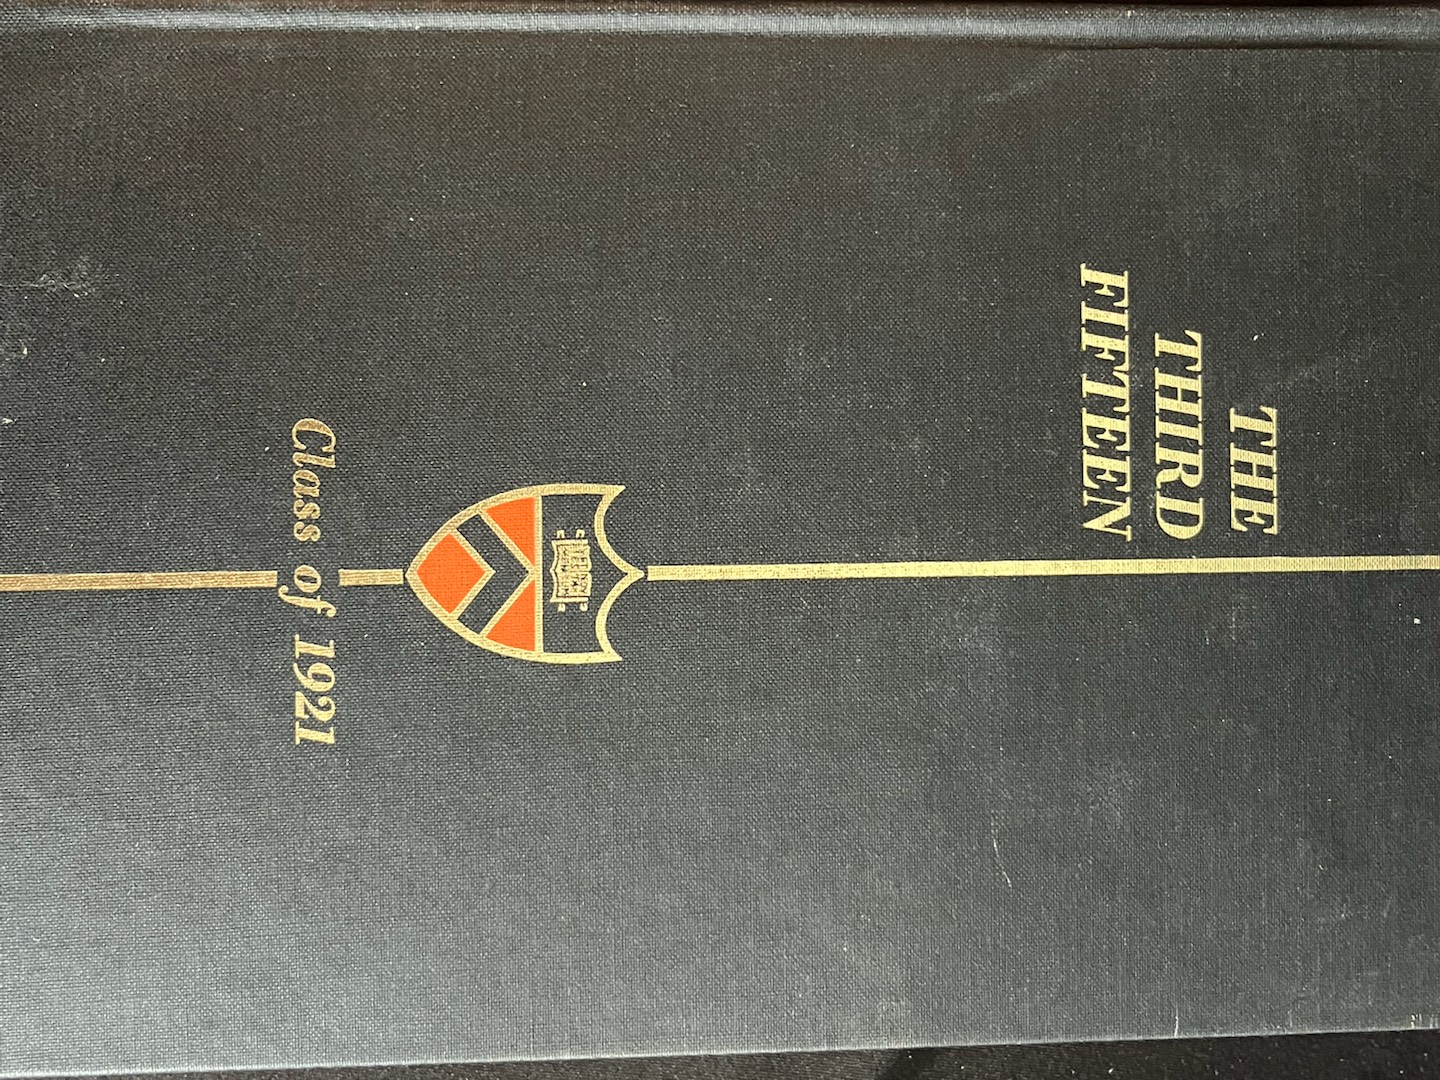 THE
THIRD
FIFTEEN
Class of 1921